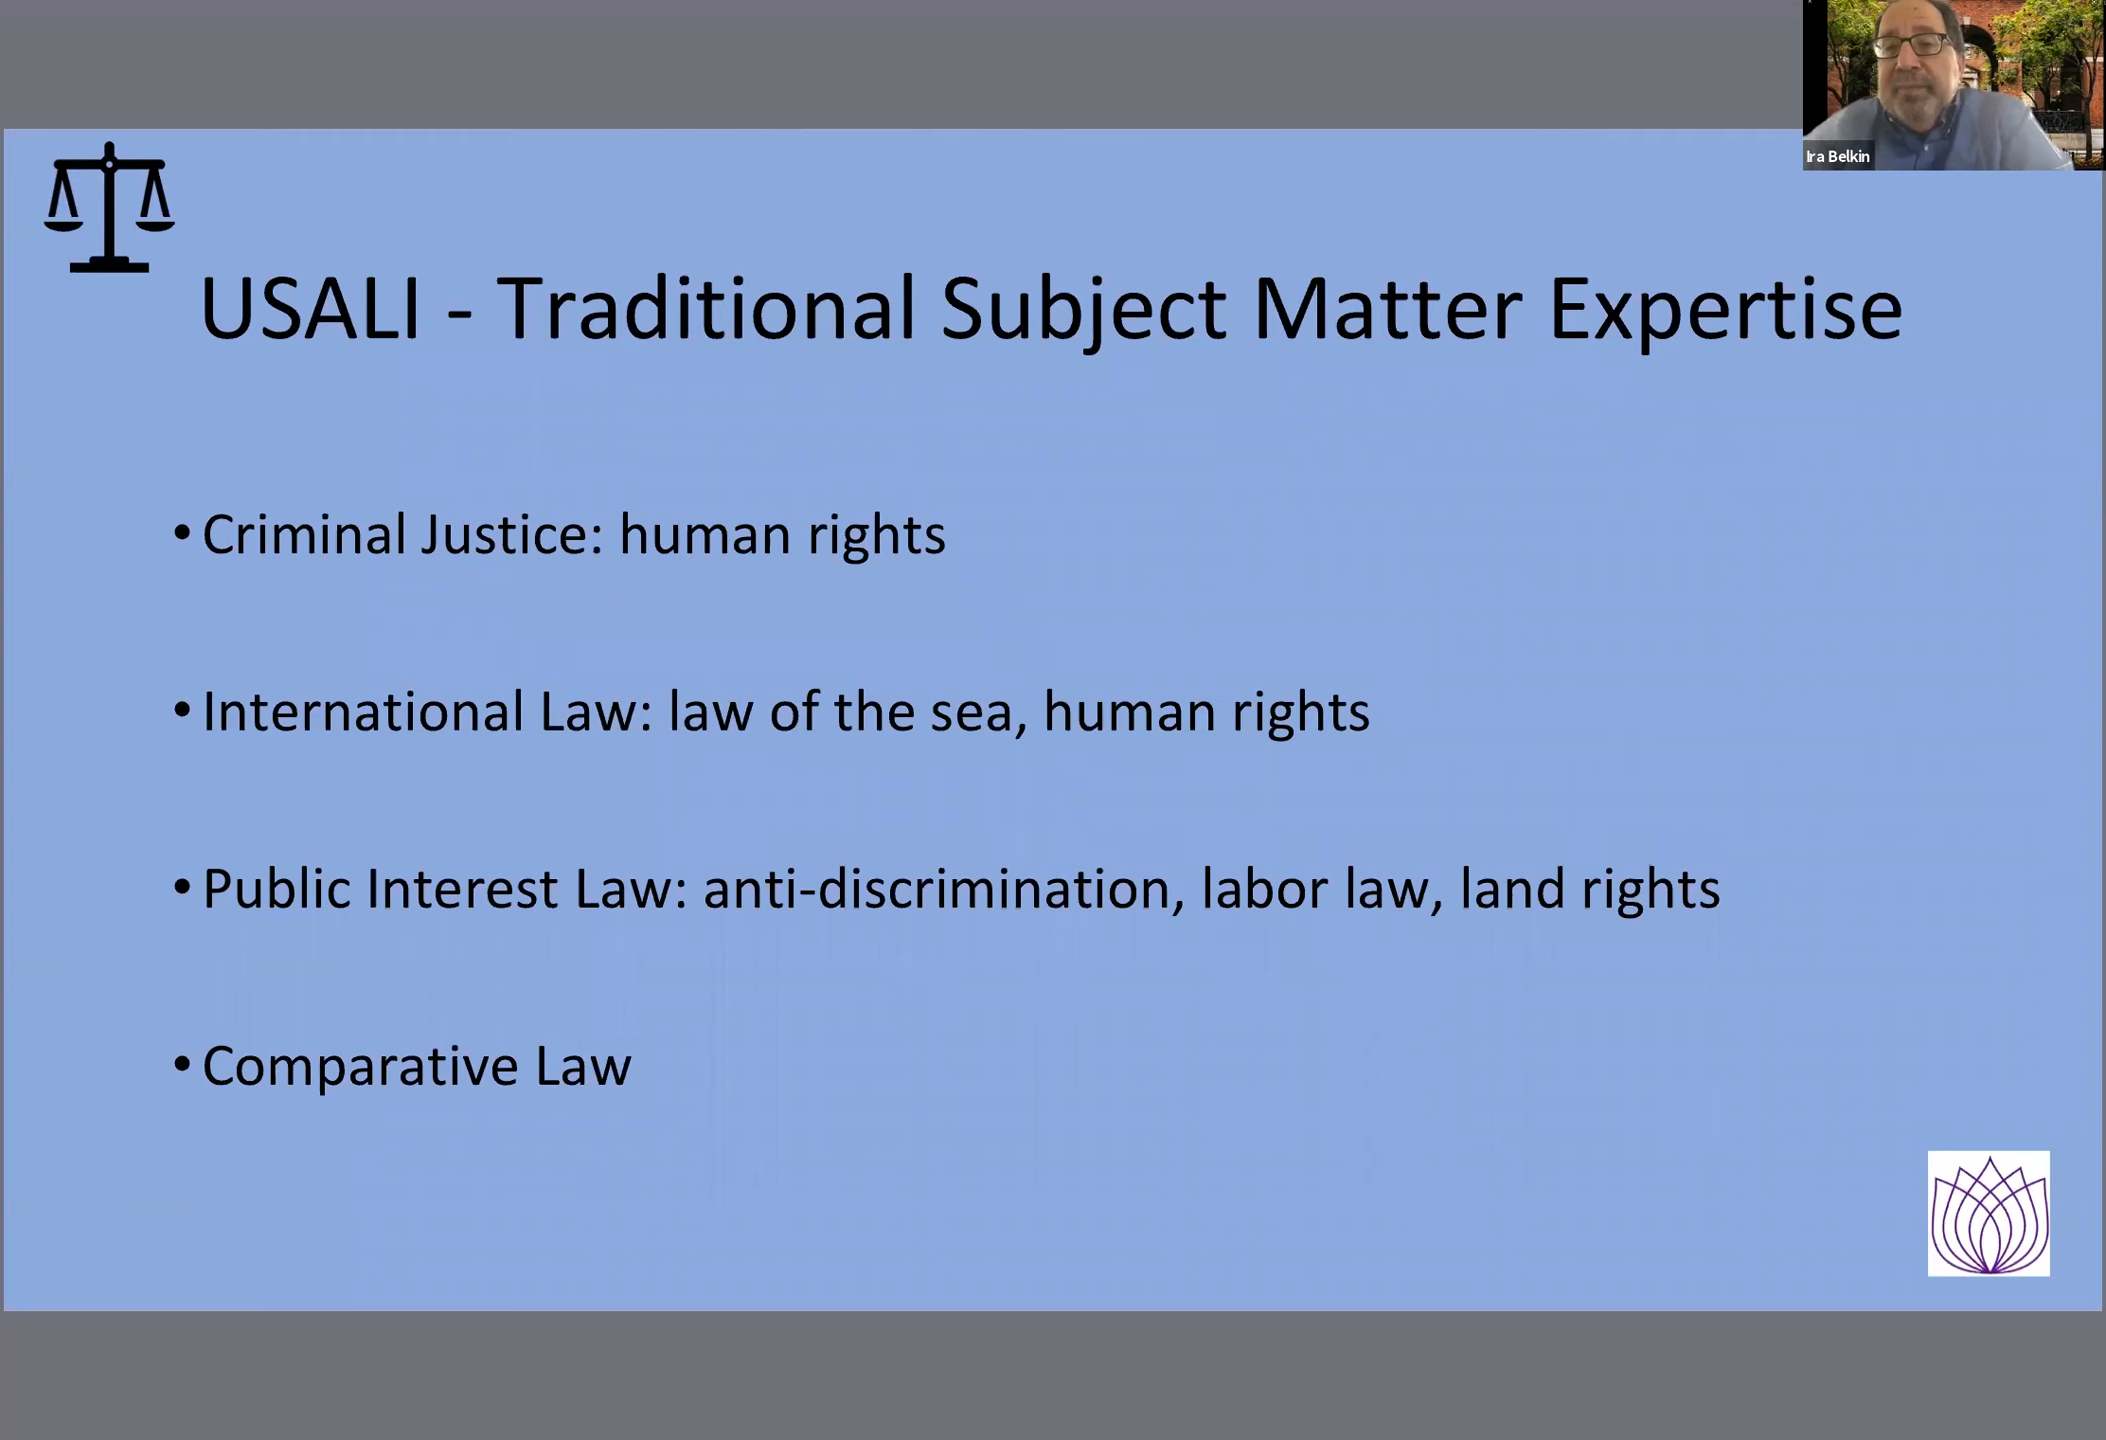 Ira Belkin
USALI - Traditional Subject Matter Expertise
• Criminal Justice: human rights
• International Law: law of the sea, human rights
• Public Interest Law: anti-discrimination, labor law, land rights
• Comparative Law